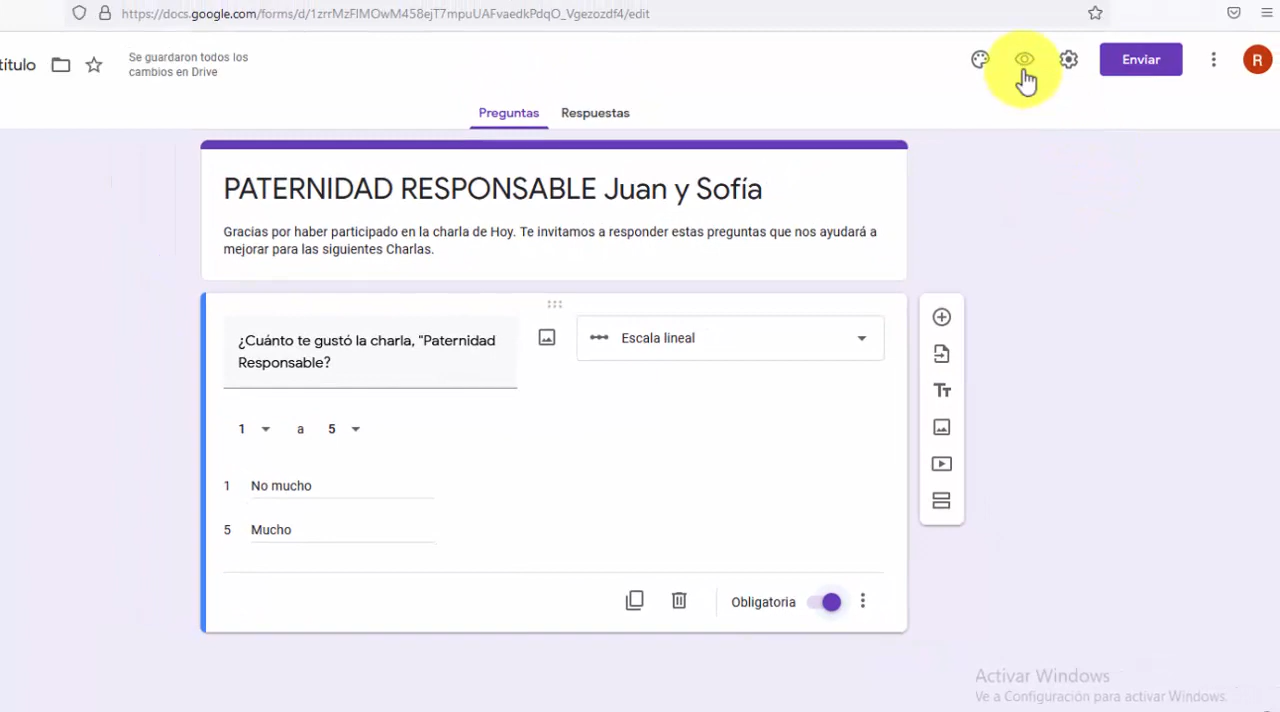 https://docs.google.com/forms/d/1zrrMzFIMOwM458ejT7mpuUAFvaedkPdqO_Vgezozdf4/edit
título
Se guardaron todos los
cambios en Drive
Enviar
R
Preguntas Respuestas
PATERNIDAD RESPONSABLE Juan y Sofía
Gracias por haber participado en la charla de Hoy. Te invitamos a responder estas preguntas que nos ayudará a
mejorar para las siguientes Charlas.
¿Cuánto te gustó la charla, "Paternidad
Responsable?
Escala lineal
Tт
1 a 5
1 No mucho
5 Mucho
Obligatoria
Activar Windows
Ve a Configuración para activar Windows.